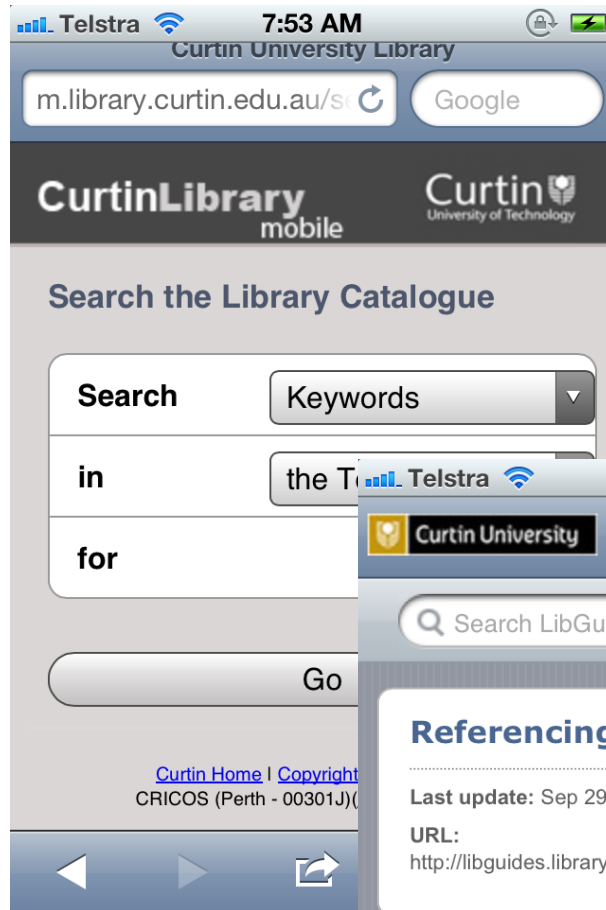 Telstra 7:53 AM
Curtin University Library
m.library.curtin.edu.au/se Google
CurtinLibrary
mobile
Curtin
University of Technology
Search the Library Catalogue
Search Keywords
in the T
for
Go
Curtin Home | Copyright
CRICOS (Perth - 00301J)(
Telstra
Curtin University
Search LibGu
Referencing
Last update: Sep 29
URL:
http://libguides.library